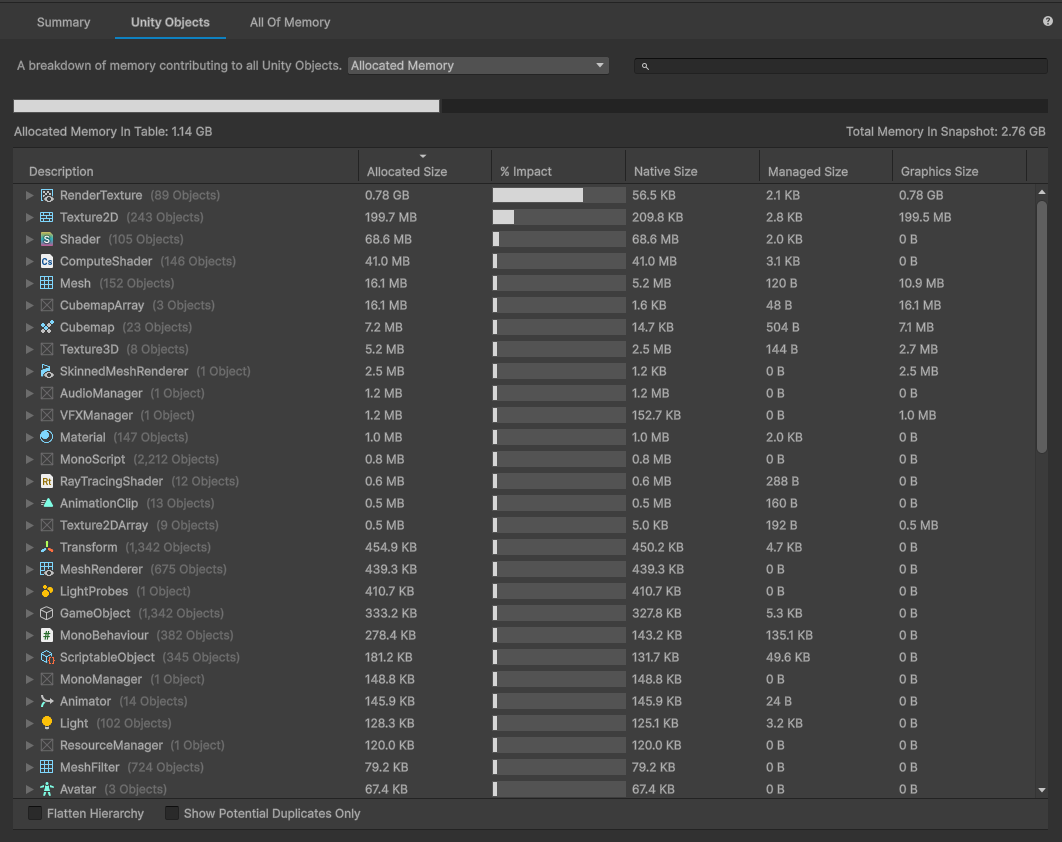 Summary Unity Objects All Of Memory ?
A breakdown of memory contributing to all Unity Objects. Allocated Memory
Allocated Memory In Table: 1.14 GB Total Memory In Snapshot: 2.76 GB
Description Allocated Size % Impact Native Size Managed Size Graphics Size
RenderTexture (89 Objects) 0.78 GB 56.5 KB 2.1 KB 0.78 GB
Texture2D (243 Objects) 199.7 MB 209.8 KB 2.8 KB 199.5 MB
S Shader (105 Objects) 68.6 MB 68.6 MB 2.0 KB 0 B
Cs ComputeShader (146 Objects) 41.0 MB 41.0 MB 3.1 KB 0 B
Mesh (152 Objects) 16.1 MB 5.2 MB 120 B 10.9 MB
CubemapArray (3 Objects) 16.1 MB 1.6 KB 48 B 16.1 MB
Cubemap (23 Objects) 7.2 MB 14.7 KB 504 B 7.1 MB
Texture3D (8 Objects) 5.2 MB 2.5 MB 144 B 2.7 MB
SkinnedMeshRenderer (1 Object) 2.5 MB 1.2 KB 0 B 2.5 MB
AudioManager (1 Object) 1.2 MB 1.2 MB 0 B 0 B
VFXManager (1 Object) 1.2 MB 152.7 KB 0 B 1.0 MB
Material (147 Objects) 1.0 MB 1.0 MB 2.0 KB 0 B
MonoScript (2,212 Objects) 0.8 MB 0.8 MB 0 B 0 B
Rt RayTracingShader (12 Objects) 0.6 MB 0.6 MB 288 B 0 B
AnimationClip (13 Objects) 0.5 MB 0.5 MB 160 B 0 B
Texture2DArray (9 Objects) 0.5 MB 5.0 KB 192 B 0.5 MB
Transform (1,342 Objects) 454.9 KB 450.2 KB 4.7 KB 0 B
MeshRenderer (675 Objects) 439.3 KB 439.3 KB 0 B 0 B
LightProbes (1 Object) 410.7 KB 410.7 KB 0 B 0 B
GameObject (1,342 Objects) 333.2 KB 327.8 KB 5.3 KB 0 B
# MonoBehaviour (382 Objects) 278.4 KB 143.2 KB 135.1 KB 0 B
ScriptableObject (345 Objects) 181.2 KB 131.7 KB 49.6 KB 0 B
MonoManager (1 Object) 148.8 KB 148.8 KB 0 B 0 B
Animator (14 Objects) 145.9 KB 145.9 KB 24 B 0 B
Light (102 Objects) 128.3 KB 125.1 KB 3.2 KB 0 B
ResourceManager (1 Object) 120.0 KB 120.0 KB 0 B 0 B
MeshFilter (724 Objects) 79.2 KB 79.2 KB 0 B 0 B
Avatar (3 Objects) 67.4 KB 67.4 KB 0 B 0 B
Flatten Hierarchy Show Potential Duplicates Only